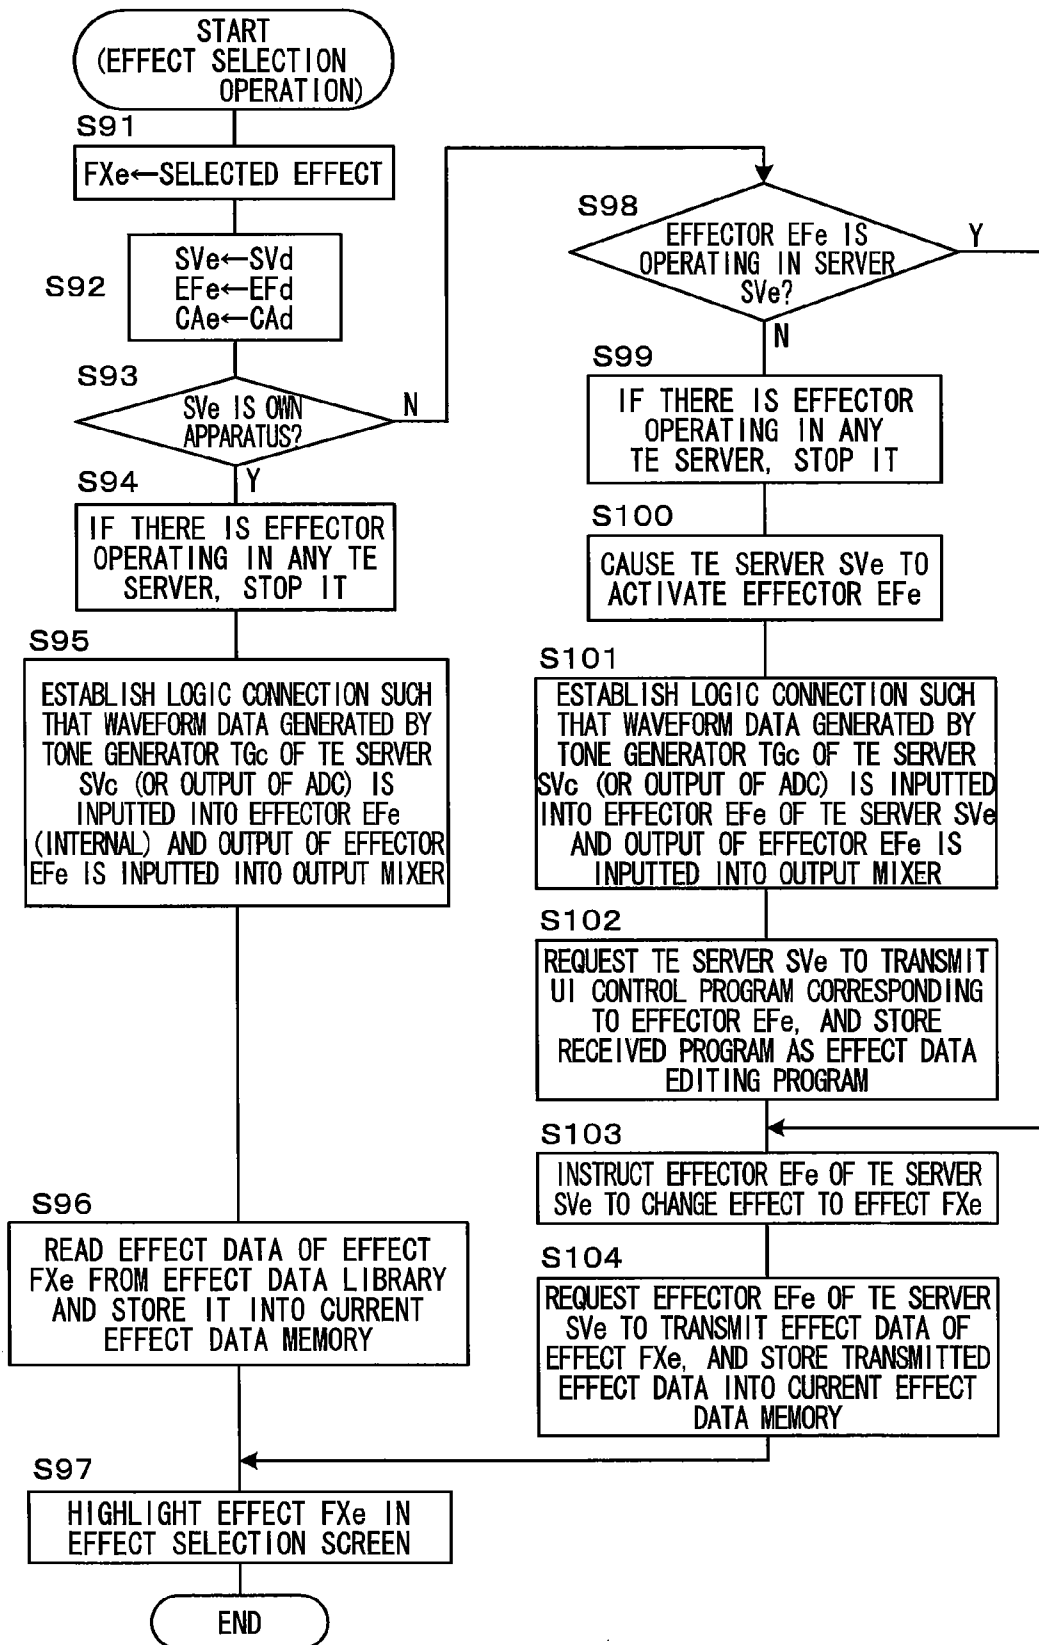 START
(EFFECT SELECTION
OPERATION)
S91
FXe←SELECTED EFFECT
S92
SVe←SVd
EFe←EFd
CAe←CAd
S93
SVe IS OWN
APPARATUS?
N
Y
S94
IF THERE IS EFFECTOR
OPERATING IN ANY TE
SERVER, STOP IT
S95
ESTABLISH LOGIC CONNECTION SUCH
THAT WAVEFORM DATA GENERATED BY
TONE GENERATOR TGc OF TE SERVER
SVc (OR OUTPUT OF ADC) IS
INPUTTED INTO EFFECTOR EFe
(INTERNAL) AND OUTPUT OF EFFECTOR
EFe IS INPUTTED INTO OUTPUT MIXER
S96
READ EFFECT DATA OF EFFECT
FXe FROM EFFECT DATA LIBRARY
AND STORE IT INTO CURRENT
EFFECT DATA MEMORY
S97
HIGHLIGHT EFFECT FXe IN
EFFECT SELECTION SCREEN
END
S98
EFFECTOR EFe IS
OPERATING IN SERVER
SVe?
Y
N
S99
IF THERE IS EFFECTOR
OPERATING IN ANY
TE SERVER, STOP IT
S100
CAUSE TE SERVER SVe TO
ACTIVATE EFFECTOR EFe
S101
ESTABLISH LOGIC CONNECTION SUCH
THAT WAVEFORM DATA GENERATED BY
TONE GENERATOR TGc OF TE SERVER
SVc (OR OUTPUT OF ADC) IS INPUTTED
INTO EFFECTOR EFe OF TE SERVER SVe
AND OUTPUT OF EFFECTOR EFe IS
INPUTTED INTO OUTPUT MIXER
S102
REQUEST TE SERVER SVe TO TRANSMIT
UI CONTROL PROGRAM CORRESPONDING
TO EFFECTOR EFe, AND STORE
RECEIVED PROGRAM AS EFFECT DATA
EDITING PROGRAM
S103
INSTRUCT EFFECTOR EFe OF TE SERVER
SVe TO CHANGE EFFECT TO EFFECT FXe
S104
REQUEST EFFECTOR EFe OF TE SERVER
SVe TO TRANSMIT EFFECT DATA OF
EFFECT FXe, AND STORE TRANSMITTED
EFFECT DATA INTO CURRENT EFFECT
DATA MEMORY